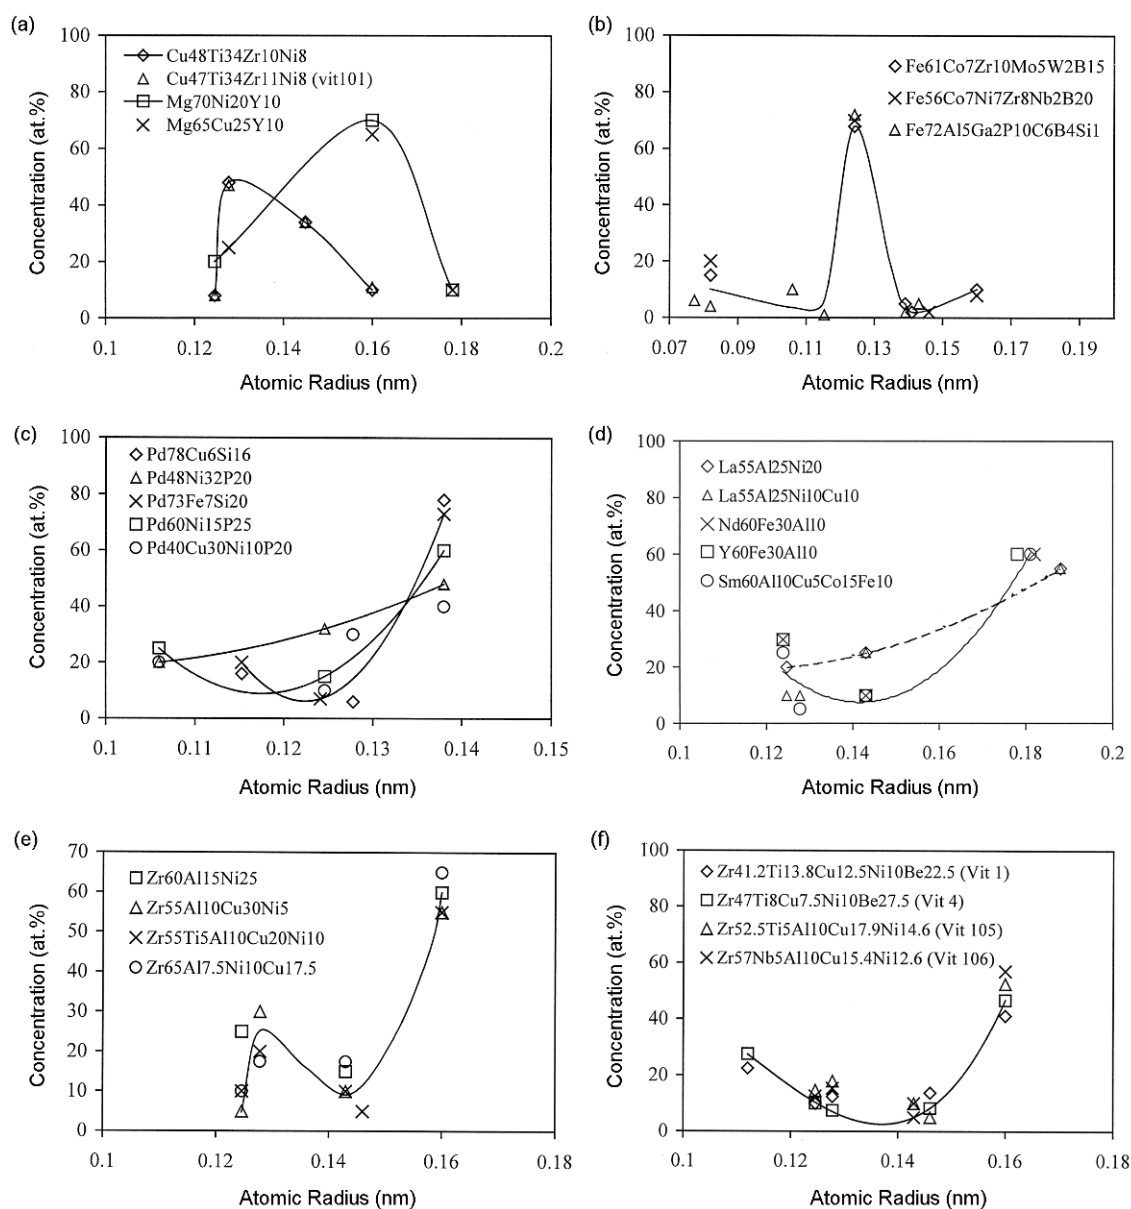 (a)
100
80
60
40
20
0
Concentration (at.%)
Cu48Ti34Zr10Ni8
Cu47Ti34Zr11Ni8 (vit101)
Mg70Ni20Y10
Mg65Cu25Y10
0.1 0.12 0.14 0.16 0.18 0.2
Atomic Radius (nm)
(b)
100
80
60
40
20
0
Concentration (at.%)
Fe61Co7Zr10Mo5W2B15
Fe56Co7Ni7Zr8Nb2B20
Fe72Al5Ga2P10C6B4Si1
0.07 0.09 0.11 0.13 0.15 0.17 0.19
Atomic Radius (nm)
(c)
100
80
60
40
20
0
Concentration (at.%)
Pd78Cu6Si16
Pd48Ni32P20
Pd73Fe7Si20
Pd60Ni15P25
Pd40Cu30Ni10P20
0.1 0.11 0.12 0.13 0.14 0.15
Atomic Radius (nm)
(d)
100
80
60
40
20
0
Concentration (at.%)
La55Al25Ni20
La55Al25Ni10Cu10
Nd60Fe30Al10
Y60Fe30Al10
Sm60Al10Cu5Co15Fe10
0.1 0.12 0.14 0.16 0.18 0.2
Atomic Radius (nm)
(e)
70
60
50
40
30
20
10
0
Concentration (at.%)
Zr60Al15Ni25
Zr55Al10Cu30Ni5
Zr55Ti5Al10Cu20Ni10
Zr65Al7.5Ni10Cu17.5
0.1 0.12 0.14 0.16 0.18
Atomic Radius (nm)
(f)
100
80
60
40
20
0
Concentration (at.%)
Zr41.2Ti13.8Cu12.5Ni10Be22.5 (Vit 1)
Zr47Ti8Cu7.5Ni10Be27.5 (Vit 4)
Zr52.5Ti5Al10Cu17.9Ni14.6 (Vit 105)
Zr57Nb5Al10Cu15.4Ni12.6 (Vit 106)
0.1 0.12 0.14 0.16 0.18
Atomic Radius (nm)